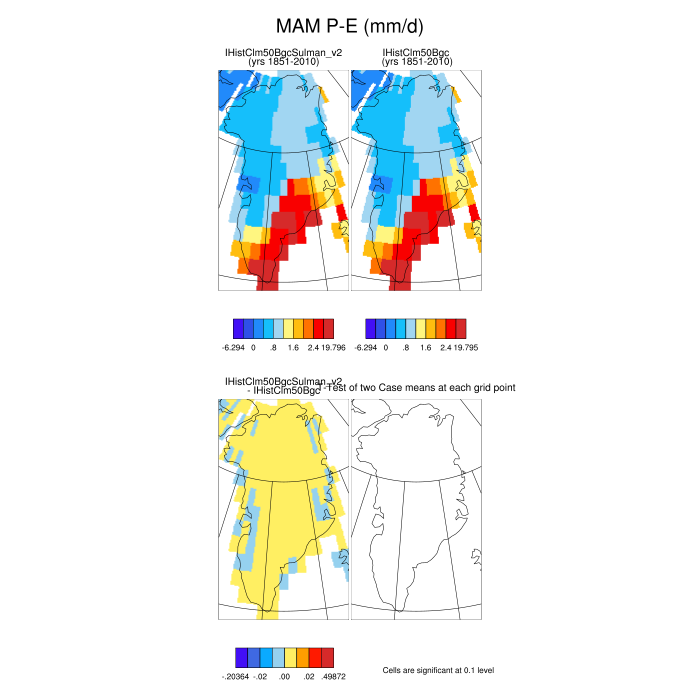 MAM P-E (mm/d)
IHistClm50BgcSulman_v2
(yrs 1851-2010)
IHistClm50Bgc
(yrs 1851-2010)
-6.294 0 .8 1.6 2.4 19.796
-6.294 0 .8 1.6 2.4 19.795
IHistClm50BgcSulman_v2
- IHistClm50Bgc
T-Test of two Case means at each grid point
-.20364 -.02 .00 .02 .49872
Cells are significant at 0.1 level